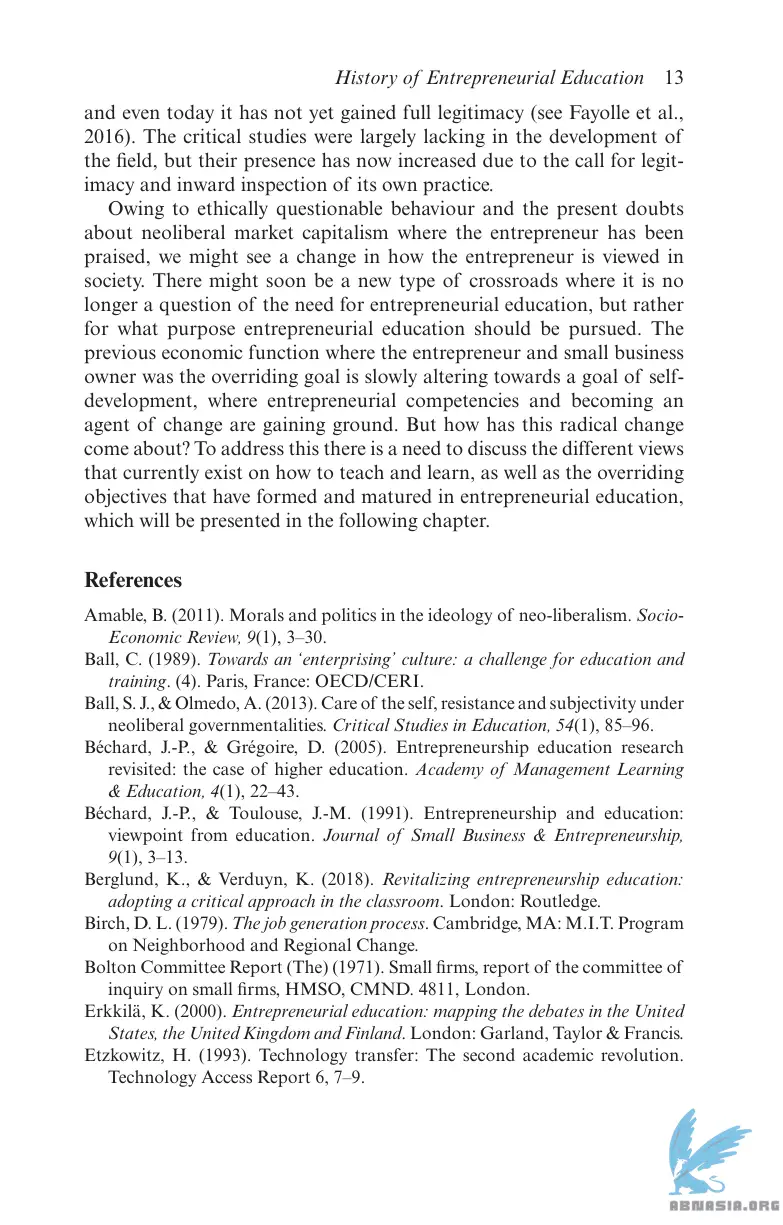 History of Entrepreneurial Education 13
and even today it has not yet gained full legitimacy (see Fayolle et al.,
2016). The critical studies were largely lacking in the development of
the field, but their presence has now increased due to the call for legit-
imacy and inward inspection of its own practice.
Owing to ethically questionable behaviour and the present doubts
about neoliberal market capitalism where the entrepreneur has been
praised, we might see a change in how the entrepreneur is viewed in
society. There might soon be a new type of crossroads where it is no
longer a question of the need for entrepreneurial education, but rather
for what purpose entrepreneurial education should be pursued. The
previous economic function where the entrepreneur and small business
owner was the overriding goal is slowly altering towards a goal of self-
development, where entrepreneurial competencies and becoming an
agent of change are gaining ground. But how has this radical change
come about? To address this there is a need to discuss the different views
that currently exist on how to teach and learn, as well as the overriding
objectives that have formed and matured in entrepreneurial education,
which will be presented in the following chapter.
References
Amable, B. (2011). Morals and politics in the ideology of neo-liberalism. Socio-
Economic Review, 9(1), 3–30.
Ball, C. (1989). Towards an ‘enterprising’ culture: a challenge for education and
training. (4). Paris, France: OECD/CERI.
Ball, S. J., & Olmedo, A. (2013). Care of the self, resistance and subjectivity under
neoliberal governmentalities. Critical Studies in Education, 54(1), 85–96.
Béchard, J.-P., & Grégoire, D. (2005). Entrepreneurship education research
revisited: the case of higher education. Academy of Management Learning
& Education, 4(1), 22–43.
Béchard, J.-P., & Toulouse, J.-M. (1991). Entrepreneurship and education:
viewpoint from education. Journal of Small Business & Entrepreneurship,
9(1), 3–13.
Berglund, K., & Verduyn, K. (2018). Revitalizing entrepreneurship education:
adopting a critical approach in the classroom. London: Routledge.
Birch, D. L. (1979). The job generation process. Cambridge, MA: M.I.T. Program
on Neighborhood and Regional Change.
Bolton Committee Report (The) (1971). Small firms, report of the committee of
inquiry on small firms, HMSO, CMND. 4811, London.
Erkkilä, K. (2000). Entrepreneurial education: mapping the debates in the United
States, the United Kingdom and Finland. London: Garland, Taylor & Francis.
Etzkowitz, H. (1993). Technology transfer: The second academic revolution.
Technology Access Report 6, 7–9.
ABNASIA.ORG